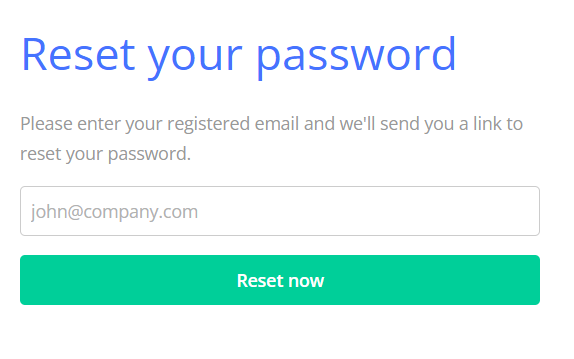 Reset your password
Please enter your registered email and we'll send you a link to
reset your password.
john@company.com
Reset now